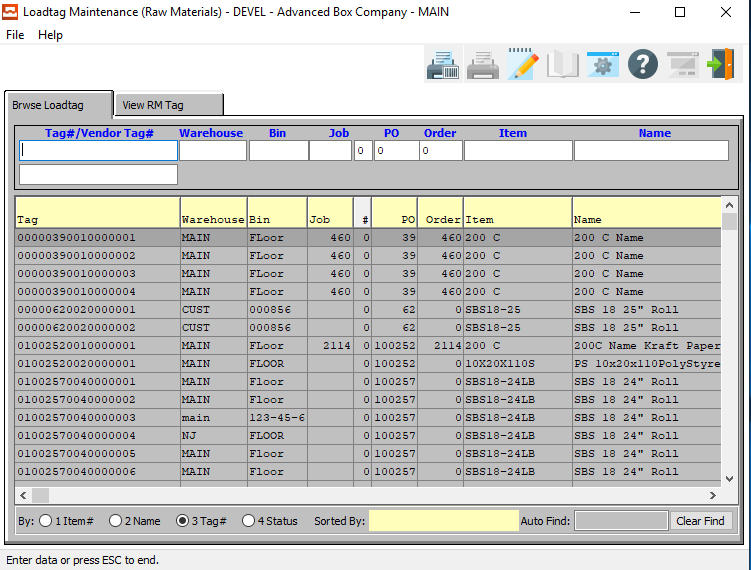 Loadtag Maintenance (Raw Materials) - DEVEL - Advanced Box Company - MAIN
File Help
Brwse Loadtag View RM Tag
Tag#/Vendor Tag# Warehouse Bin Job PO Order Item Name
0 0 0
Tag Warehouse Bin Job # PO Order Item Name
00000390010000001 MAIN FLoor 460 0 39 460 200 C 200 C Name
00000390010000002 MAIN FLoor 460 0 39 460 200 C 200 C Name
00000390010000003 MAIN FLoor 460 0 39 460 200 C 200 C Name
00000390010000004 MAIN FLoor 460 0 39 460 200 C 200 C Name
00000620020000001 CUST 000856 0 62 0 SBS18-25 SBS 18 25" Roll
00000620020000002 CUST 000856 0 62 0 SBS18-25 SBS 18 25" Roll
01002520010000001 MAIN FLoor 2114 0 100252 2114 200 C 200C Name Kraft Paper
01002520020000001 MAIN FLOOR 0 100252 0 10X20X110S PS 10x20x110PolyStyre
01002570040000001 MAIN Floor 0 100257 0 SBS18-24LB SBS 18 24" Roll
01002570040000002 MAIN Floor 0 100257 0 SBS18-24LB SBS 18 24" Roll
01002570040000003 main 123-45-6 0 100257 0 SBS18-24LB SBS 18 24" Roll
01002570040000004 NJ FLOOR 0 100257 0 SBS18-24LB SBS 18 24" Roll
01002570040000005 MAIN Floor 0 100257 0 SBS18-24LB SBS 18 24" Roll
01002570040000006 MAIN Floor 0 100257 0 SBS18-24LB SBS 18 24" Roll
By: 1 Item# 2 Name 3 Tag# 4 Status Sorted By: Auto Find: Clear Find
Enter data or press ESC to end.